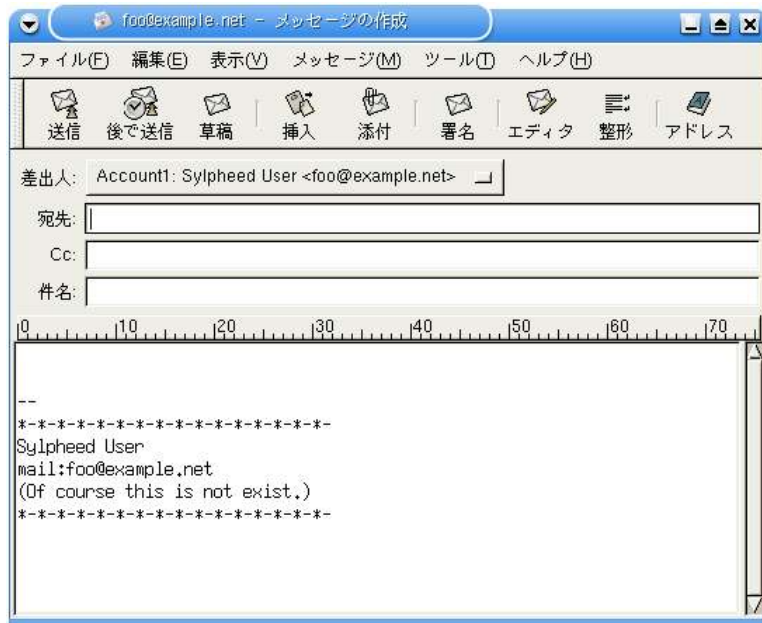 foo@example.net - メッセージの作成
ファイル(F) 編集(E) 表示(V) メッセージ(M) ツール(T) ヘルプ(H)
送信 後で送信 草稿 挿入 添付 署名 エディタ 整形 アドレス
差出人: Account1: Sylpheed User <foo@example.net>
宛先:
Cc:
件名:
0 10 20 30 40 50 60 70
--
*-*-*-*-*-*-*-*-*-*-*-*-*-*-*-*-
Sylpheed User
mail:foo@example.net
(Of course this is not exist.)
*-*-*-*-*-*-*-*-*-*-*-*-*-*-*-*-